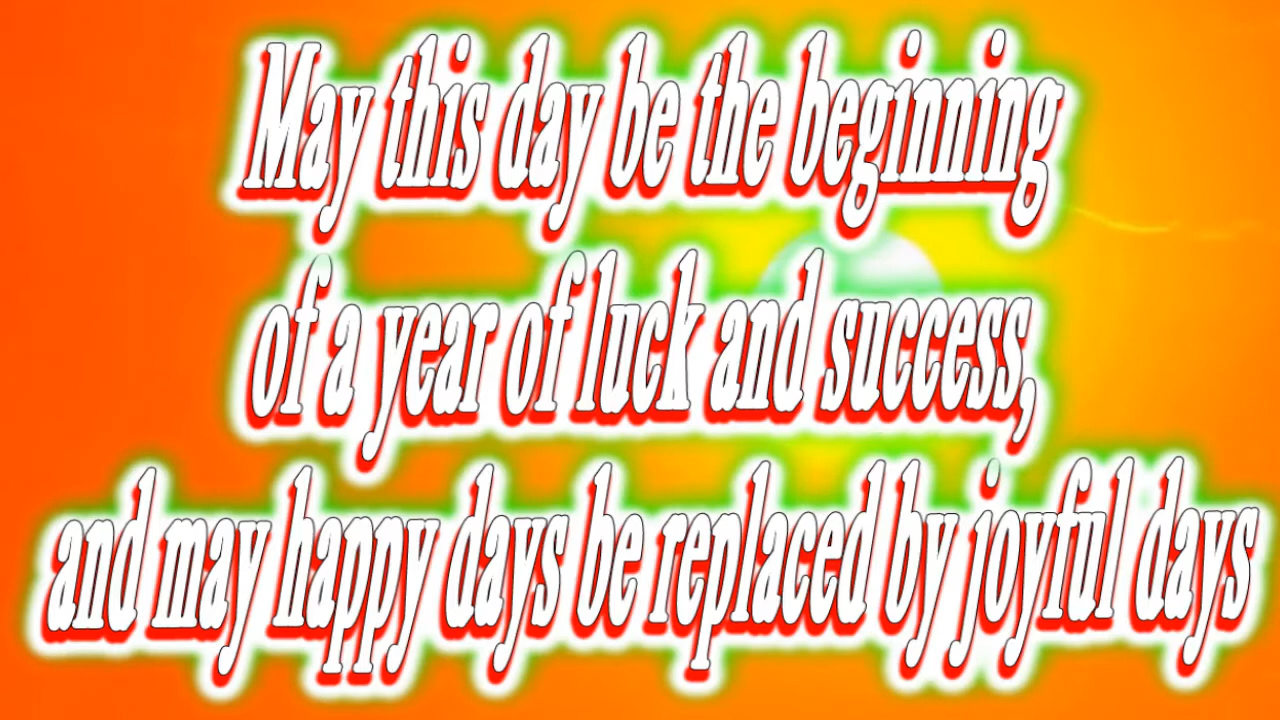 May this day be the beginning
of a year of luck and success,
and may happy days be replaced by joyful days